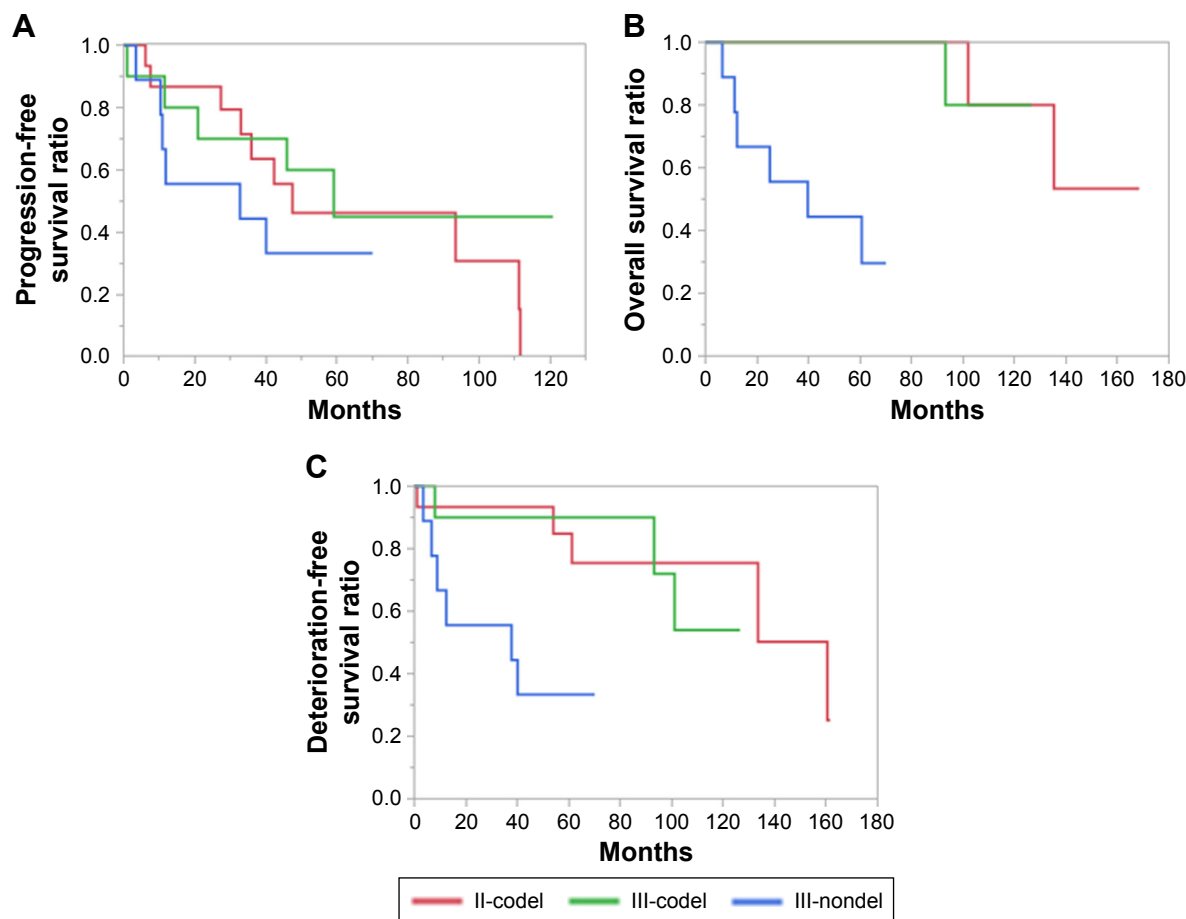 A
Progression-free
survival ratio
1.0
0.8
0.6
0.4
0.2
0.0
0 20 40 60 80 100 120
Months
B
Overall survival ratio
1.0
0.8
0.6
0.4
0.2
0.0
0 20 40 60 80 100 120 140 160 180
Months
C
Deterioration-free
survival ratio
1.0
0.8
0.6
0.4
0.2
0.0
0 20 40 60 80 100 120 140 160 180
Months
II-codel III-codel III-nondel